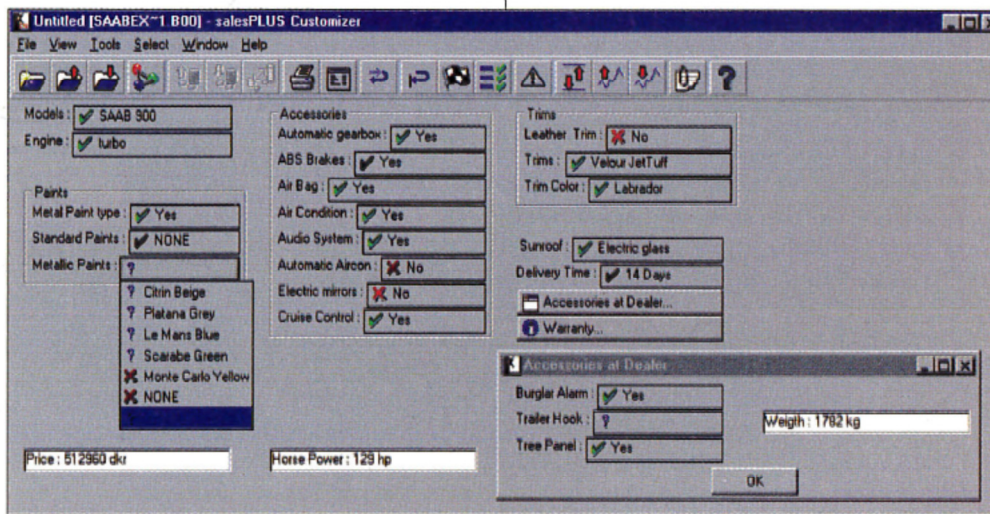 Untitled [SAABEX~1 B00] - salesPLUS Customizer
File View Tools Select Window Help
Models : SAAB 900
Engine : turbo
Paints
Metal Paint type : Yes
Standard Paints : NONE
Metallic Paints : ?
? Citrin Beige
? Platana Grey
? Le Mans Blue
? Scarabe Green
Monte Carlo Yellow
NONE
Price : 512960 dkr
Accessories
Automatic gearbox : Yes
ABS Brakes : Yes
Air Bag : Yes
Air Condition : Yes
Audio System : Yes
Automatic Aircon : No
Electric mirrors : No
Cruise Control : Yes
Horse Power : 129 hp
Trims
Leather Trim : No
Trims : Velour JetTuff
Trim Color : Labrador
Sunroof : Electric glass
Delivery Time : 14 Days
Accessories at Dealer...
Warranty...
Accessories at Dealer
Burglar Alarm : Yes
Trailer Hook : ?
Tree Panel : Yes
Weigth : 1782 kg
OK